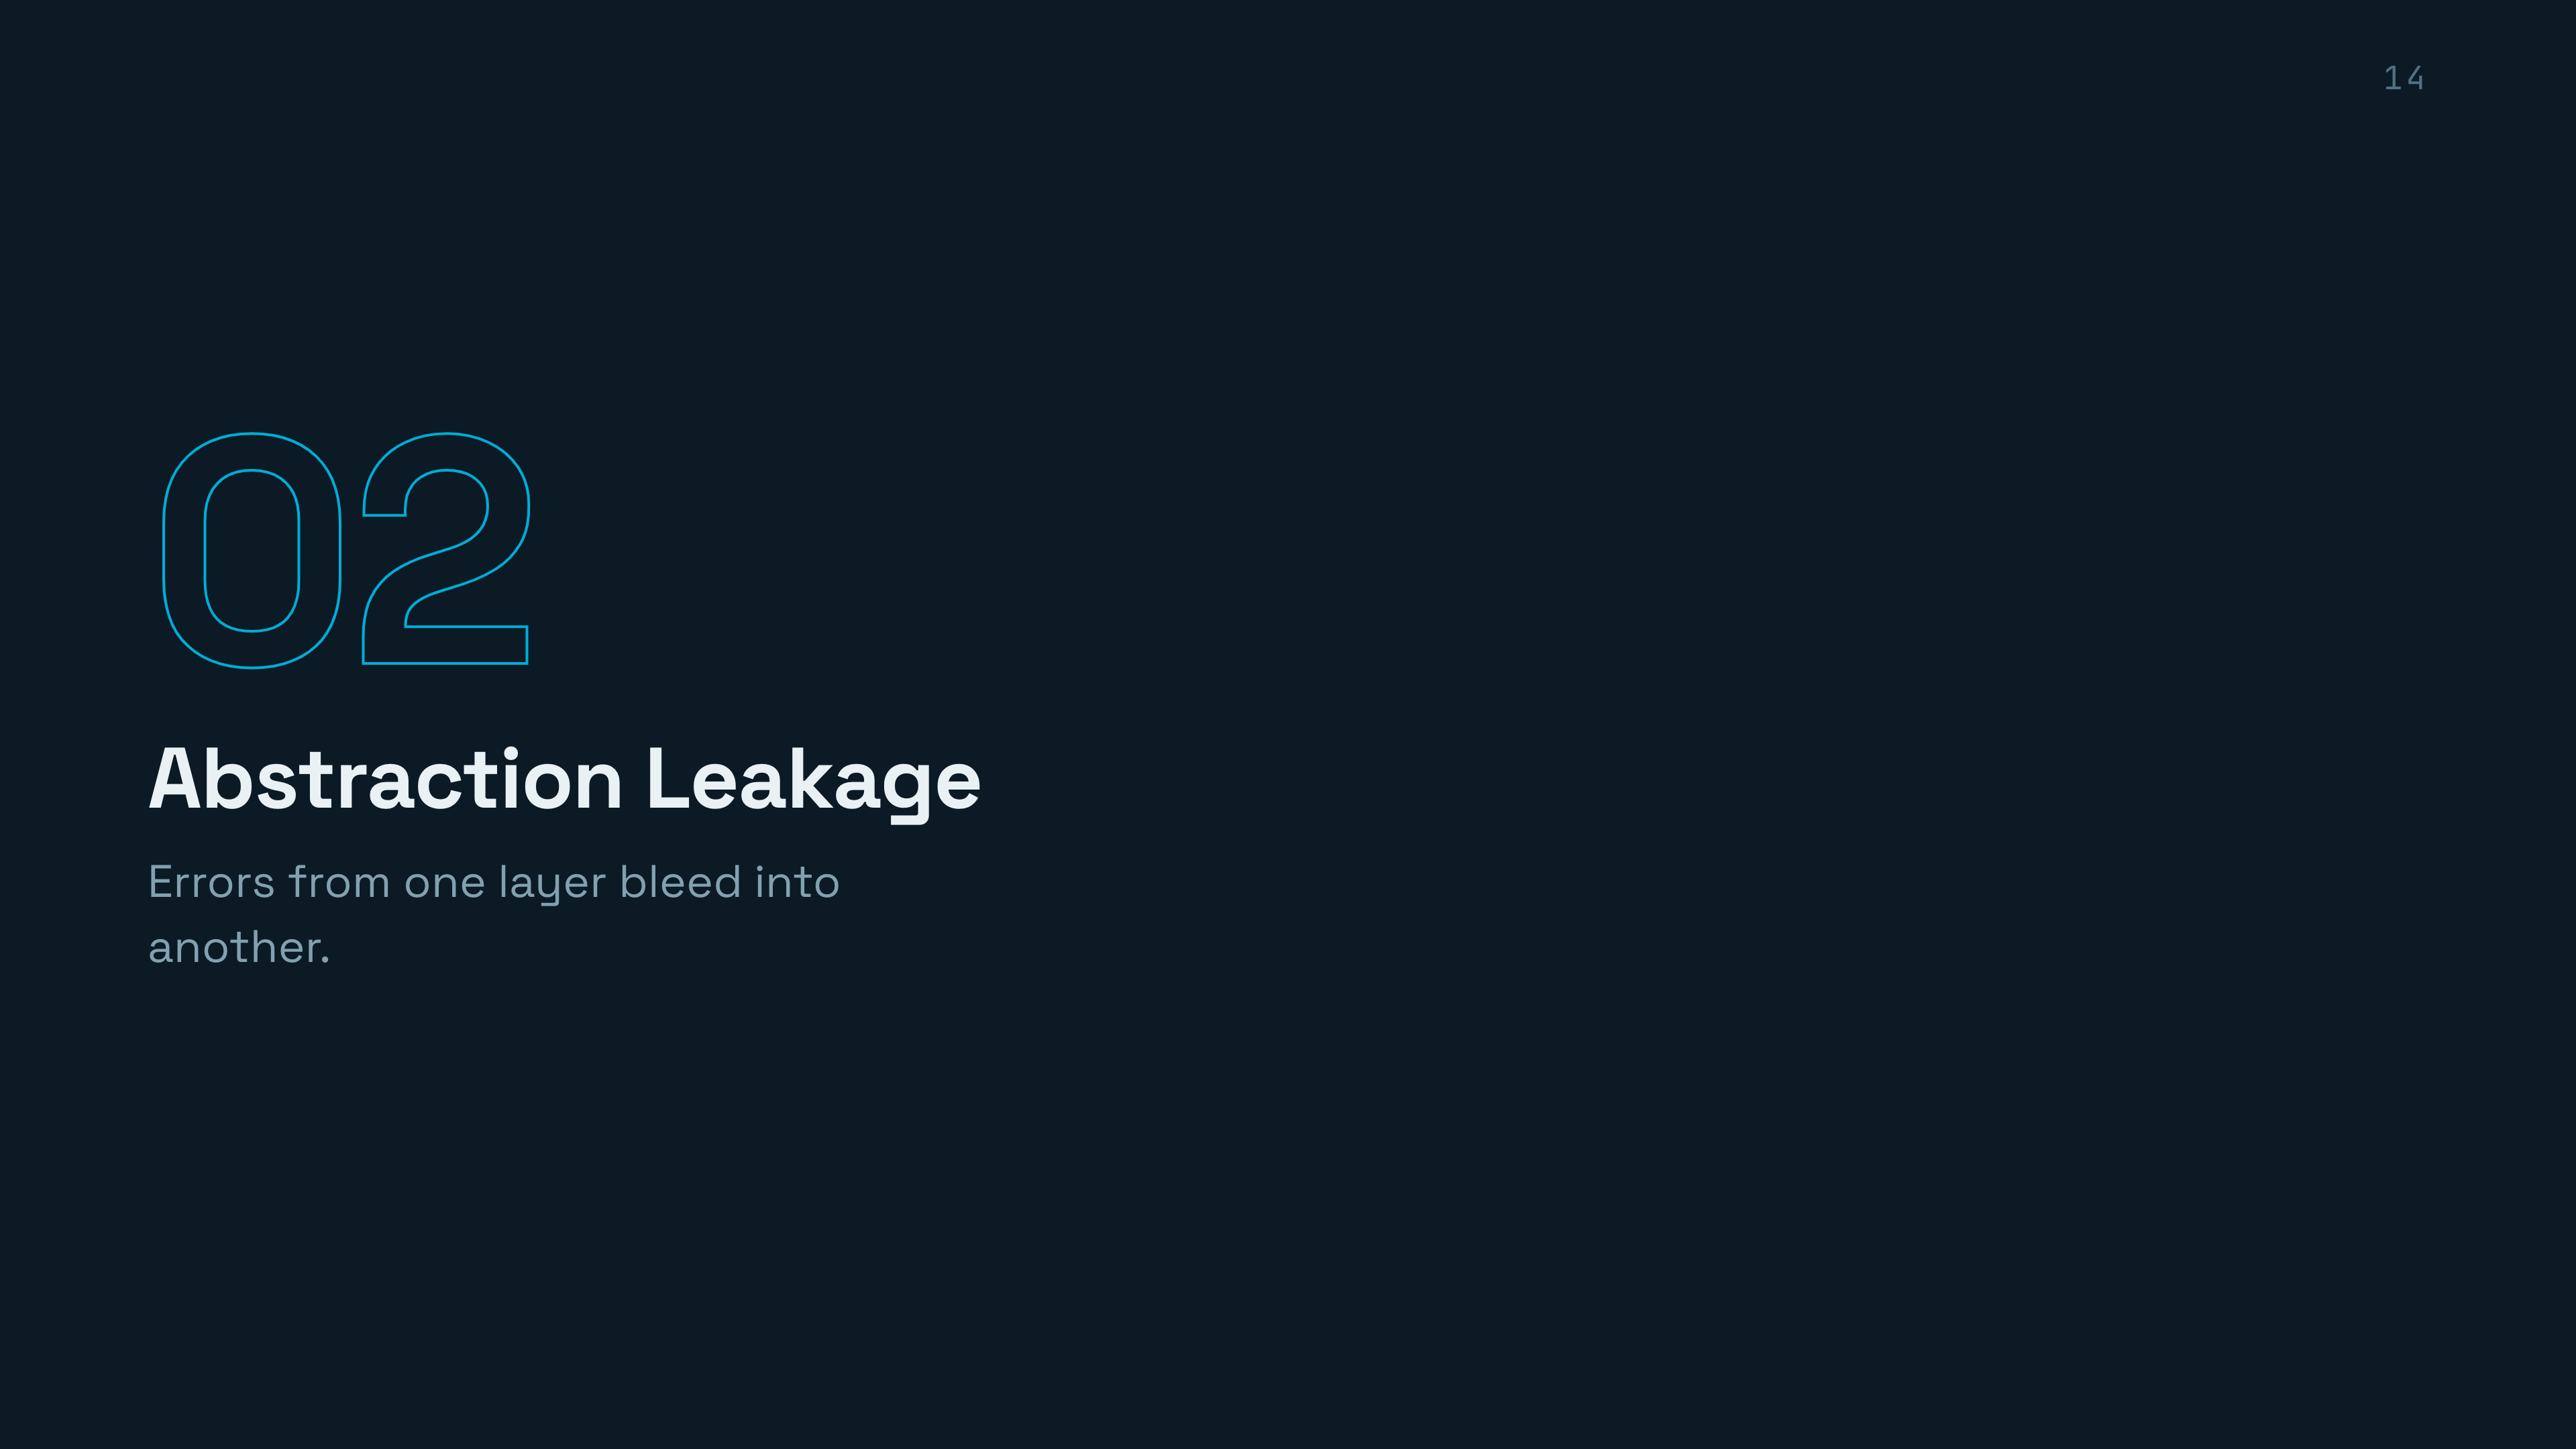 14
02
Abstraction Leakage
Errors from one layer bleed into
another.